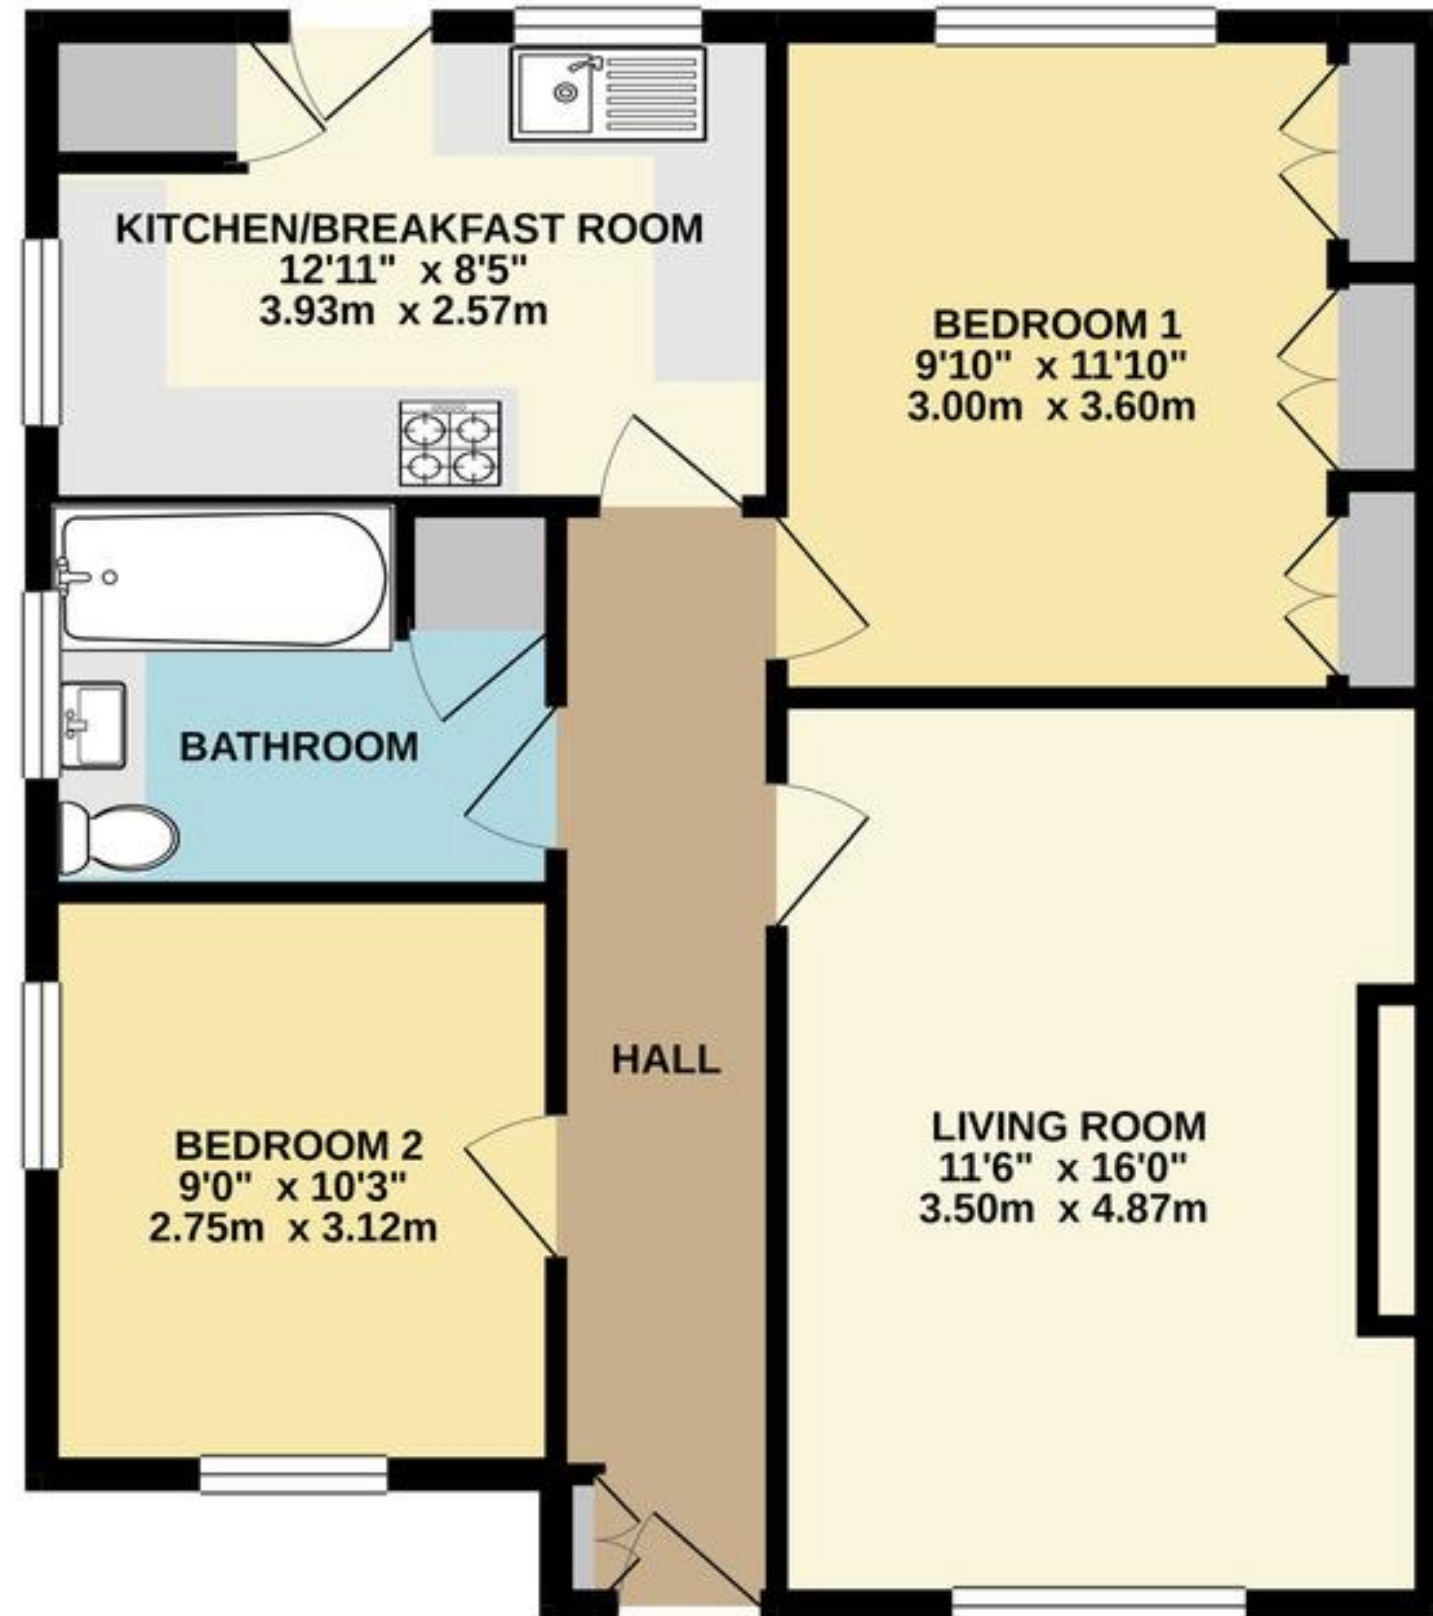 KITCHEN/BREAKFAST ROOM
12'11" x 8'5"
3.93m x 2.57m
BEDROOM 1
9'10" x 11'10"
3.00m x 3.60m
BATHROOM
HALL
BEDROOM 2
9'0" x 10'3"
2.75m x 3.12m
LIVING ROOM
11'6" x 16'0"
3.50m x 4.87m